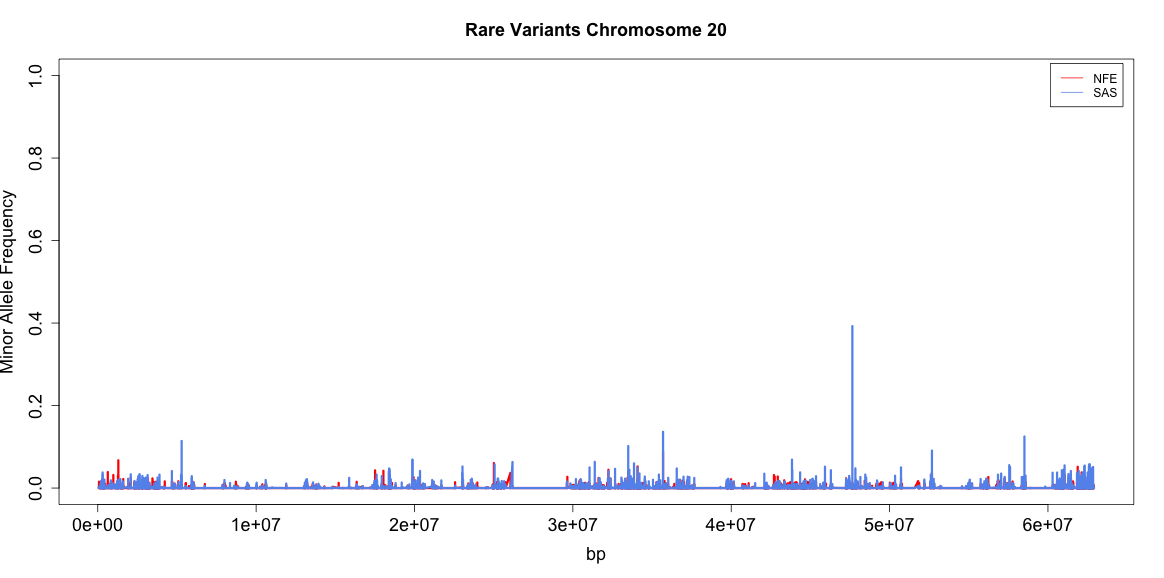 Rare Variants Chromosome 20
NFE
SAS
Minor Allele Frequency
1.0
0.8
0.6
0.4
0.2
0.0
0e+00 1e+07 2e+07 3e+07 4e+07 5e+07 6e+07
bp